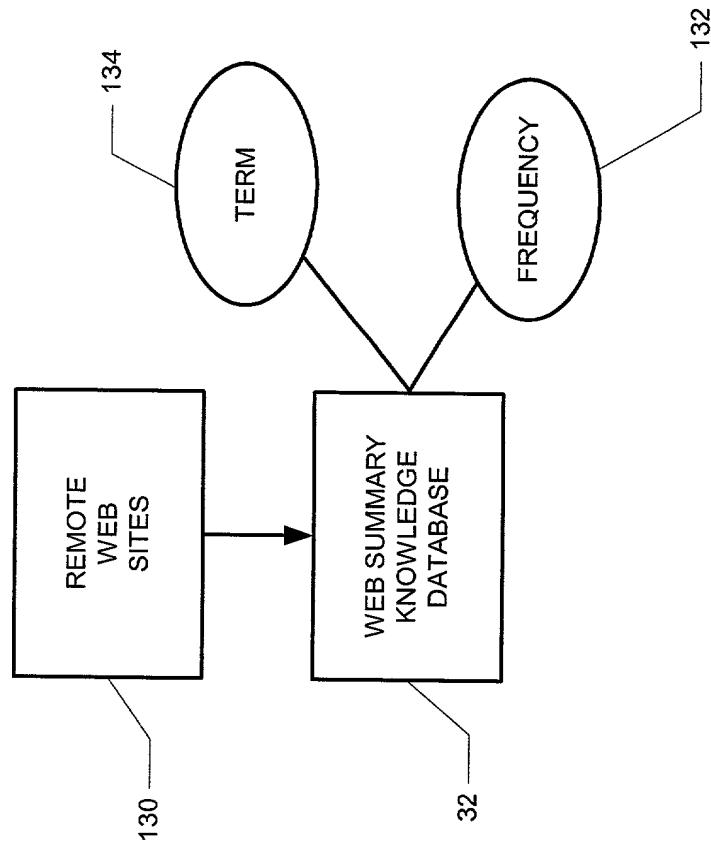 130
REMOTE
WEB
SITES
32
WEB SUMMARY
KNOWLEDGE
DATABASE
134
TERM
132
FREQUENCY